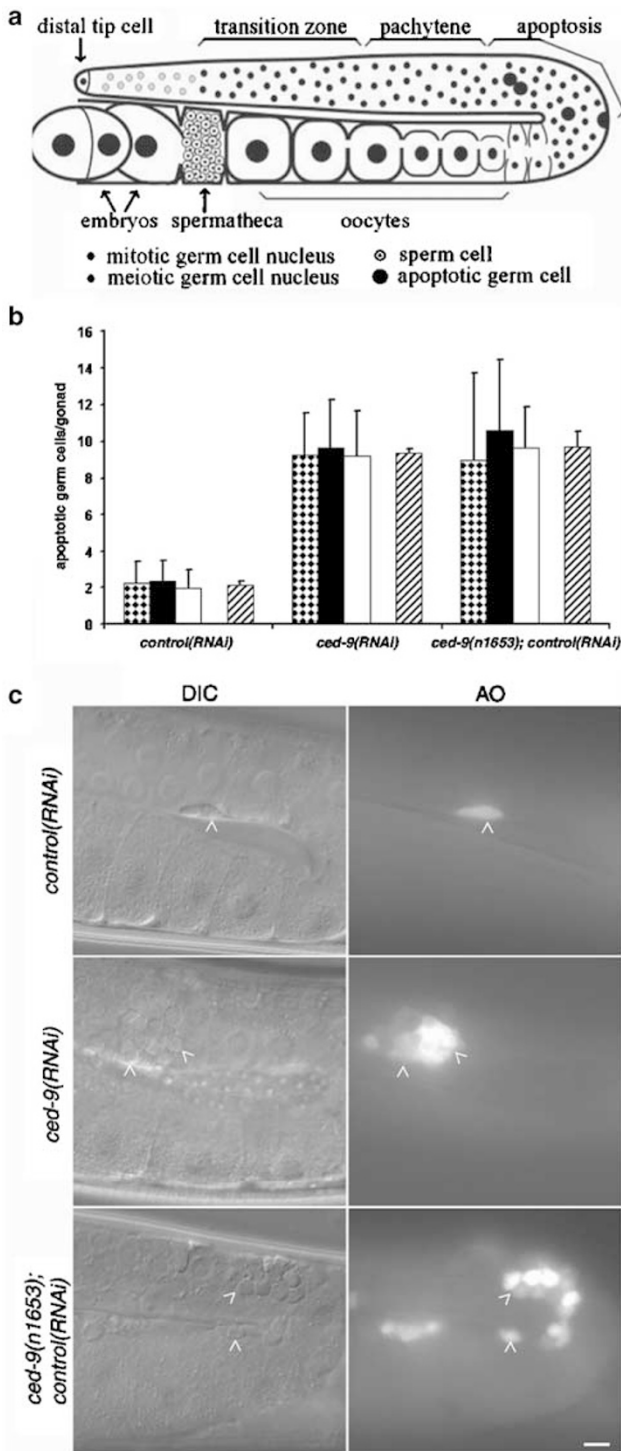 a
distal tip cell
transition zone
pachytene
apoptosis
embryos
spermatheca
oocytes
mitotic germ cell nucleus
sperm cell
meiotic germ cell nucleus
apoptotic germ cell
b
apoptotic germ cells/gonad
16
14
12
10
8
6
4
2
0
control(RNAi)
ced-9(RNAi)
ced-9(n1653); control(RNAi)
c
DIC
AO
control(RNAi)
ced-9(RNAi)
ced-9(n1653);
control(RNAi)